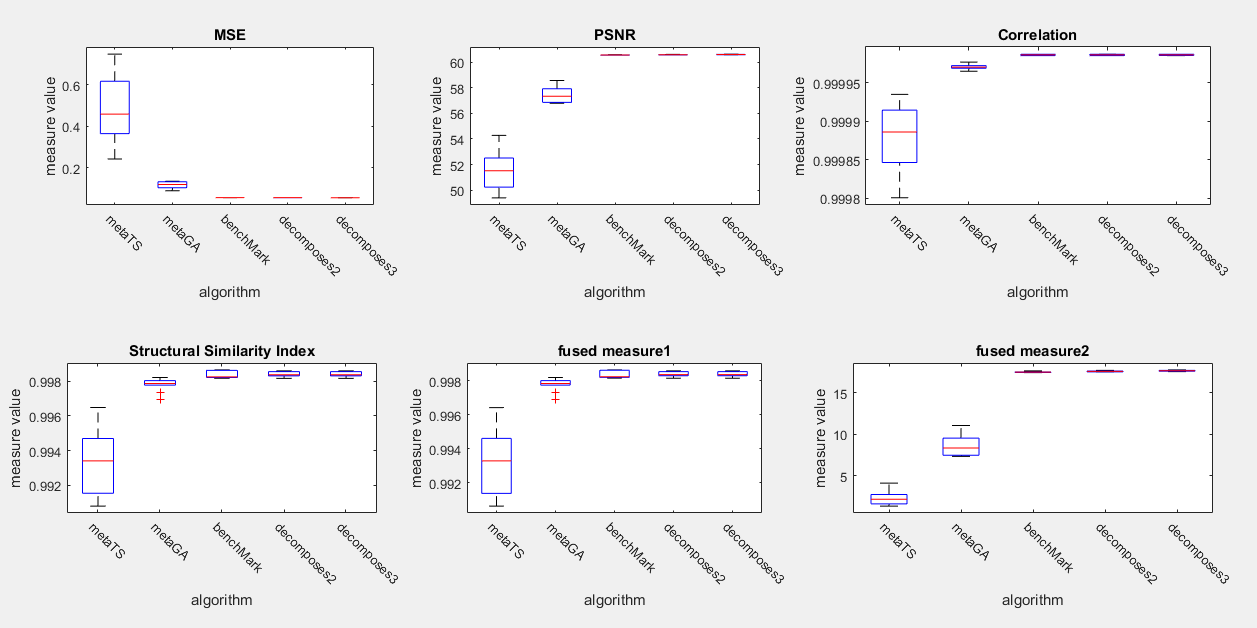 MSE
measure value
0.6
0.4
0.2
metaTS
metaGA
benchMark
decomposes2
decomposes3
algorithm
PSNR
measure value
60
58
56
54
52
50
metaTS
metaGA
benchMark
decomposes2
decomposes3
algorithm
Correlation
measure value
0.99995
0.9999
0.99985
0.9998
metaTS
metaGA
benchMark
decomposes2
decomposes3
algorithm
Structural Similarity Index
measure value
0.998
0.996
0.994
0.992
metaTS
metaGA
benchMark
decomposes2
decomposes3
algorithm
fused measure1
measure value
0.998
0.996
0.994
0.992
metaTS
metaGA
benchMark
decomposes2
decomposes3
algorithm
fused measure2
measure value
15
10
5
metaTS
metaGA
benchMark
decomposes2
decomposes3
algorithm